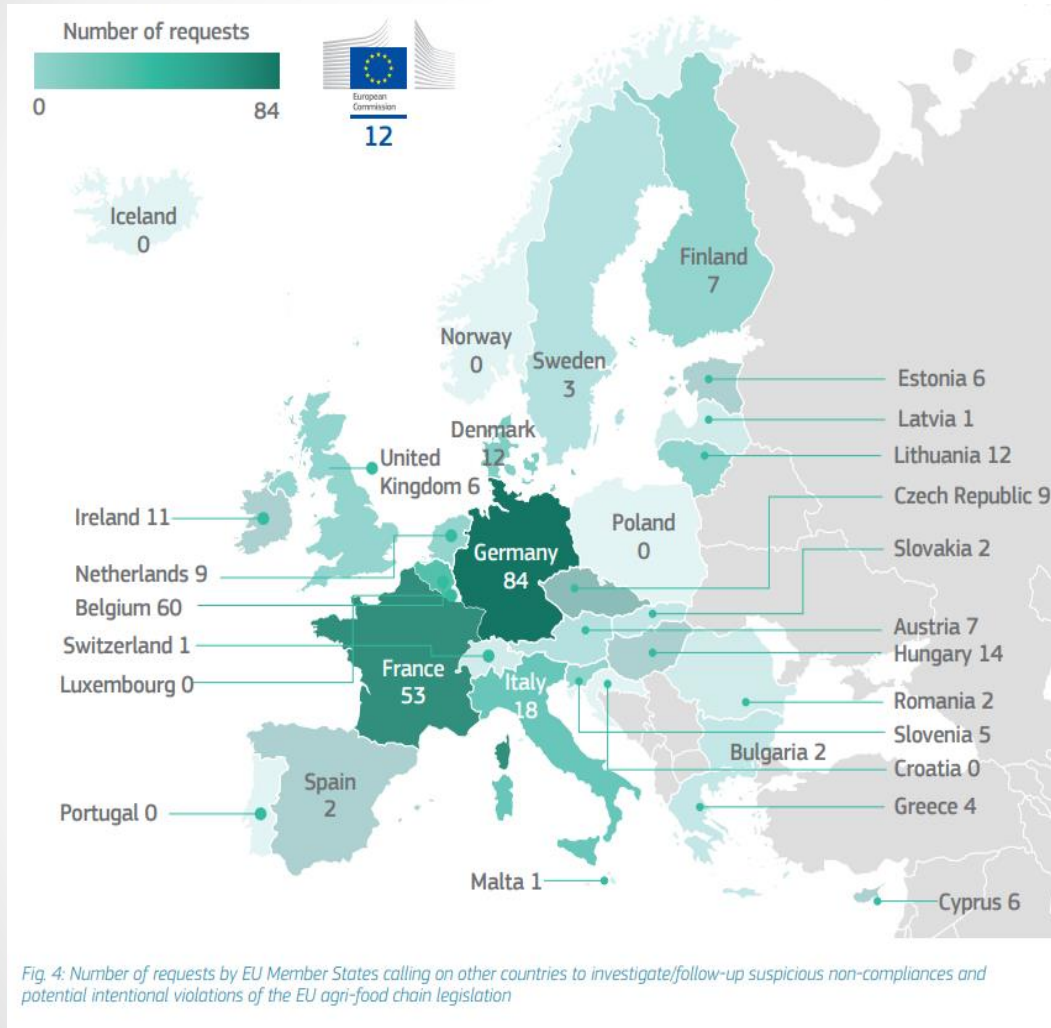 Number of requests
0
84
European
Commission
12
Iceland
0
Finland
7
Norway
0
Sweden
3
Denmark
12
United
Kingdom 6
Ireland 11
Netherlands 9
Belgium 60
Switzerland 1
Luxembourg 0
Germany
84
Poland
0
France
53
Italy
18
Spain
2
Portugal 0
Malta 1
Estonia 6
Latvia 1
Lithuania 12
Czech Republic 9
Slovakia 2
Austria 7
Hungary 14
Romania 2
Slovenia 5
Bulgaria 2
Croatia 0
Greece 4
Cyprus 6
Fig. 4: Number of requests by EU Member States calling on other countries to investigate/follow-up suspicious non-compliances and
potential intentional violations of the EU agri-food chain legislation